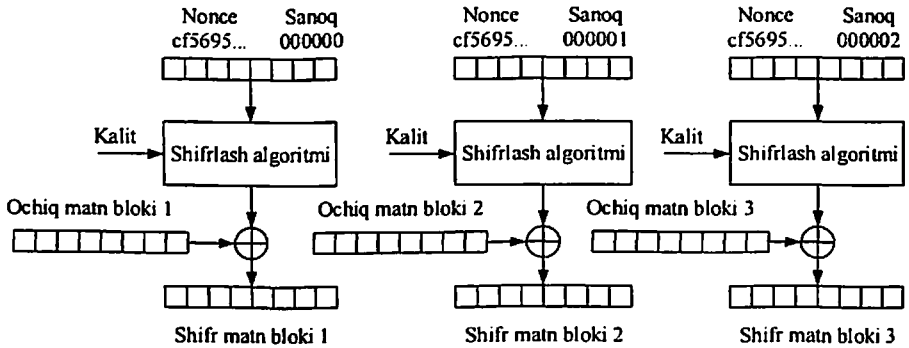 Nonce Sanoq Nonce Sanoq Nonce Sanoq
cf5695... 000000 cf5695... 000001 cf5695... 000002
Kalit Shifrlash algoritmi Kalit Shifrlash algoritmi Kalit Shifrlash algoritmi
Ochiq matn bloki 1 Ochiq matn bloki 2 Ochiq matn bloki 3
Shifr matn bloki 1 Shifr matn bloki 2 Shifr matn bloki 3